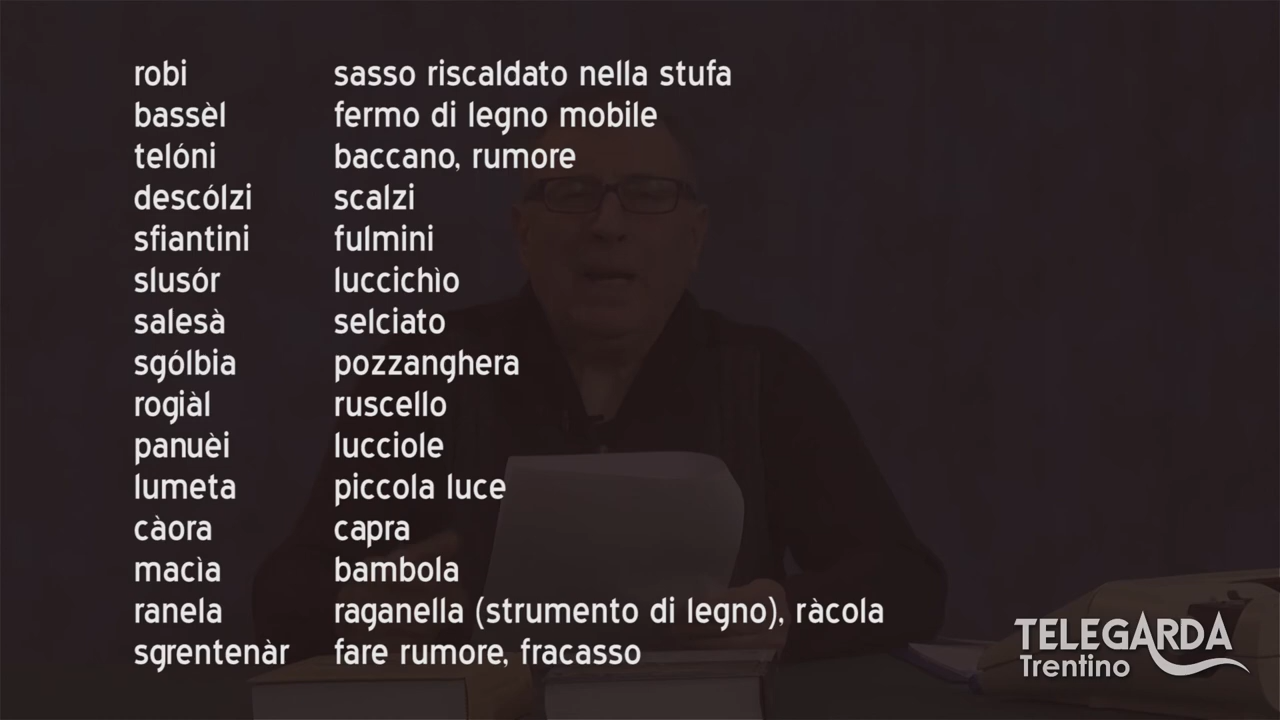 robi sasso riscaldato nella stufa
bassèl fermo di legno mobile
telóni baccano, rumore
descólzi scalzi
sfiantini fulmini
slusór luccichìo
salesà selciato
sgólbia pozzanghera
rogiàl ruscello
panuèi lucciole
lumeta piccola luce
càora capra
macìa bambola
ranela raganella (strumento di legno), ràcola
sgrentenàr fare rumore, fracasso
TELEGARDA
Trentino